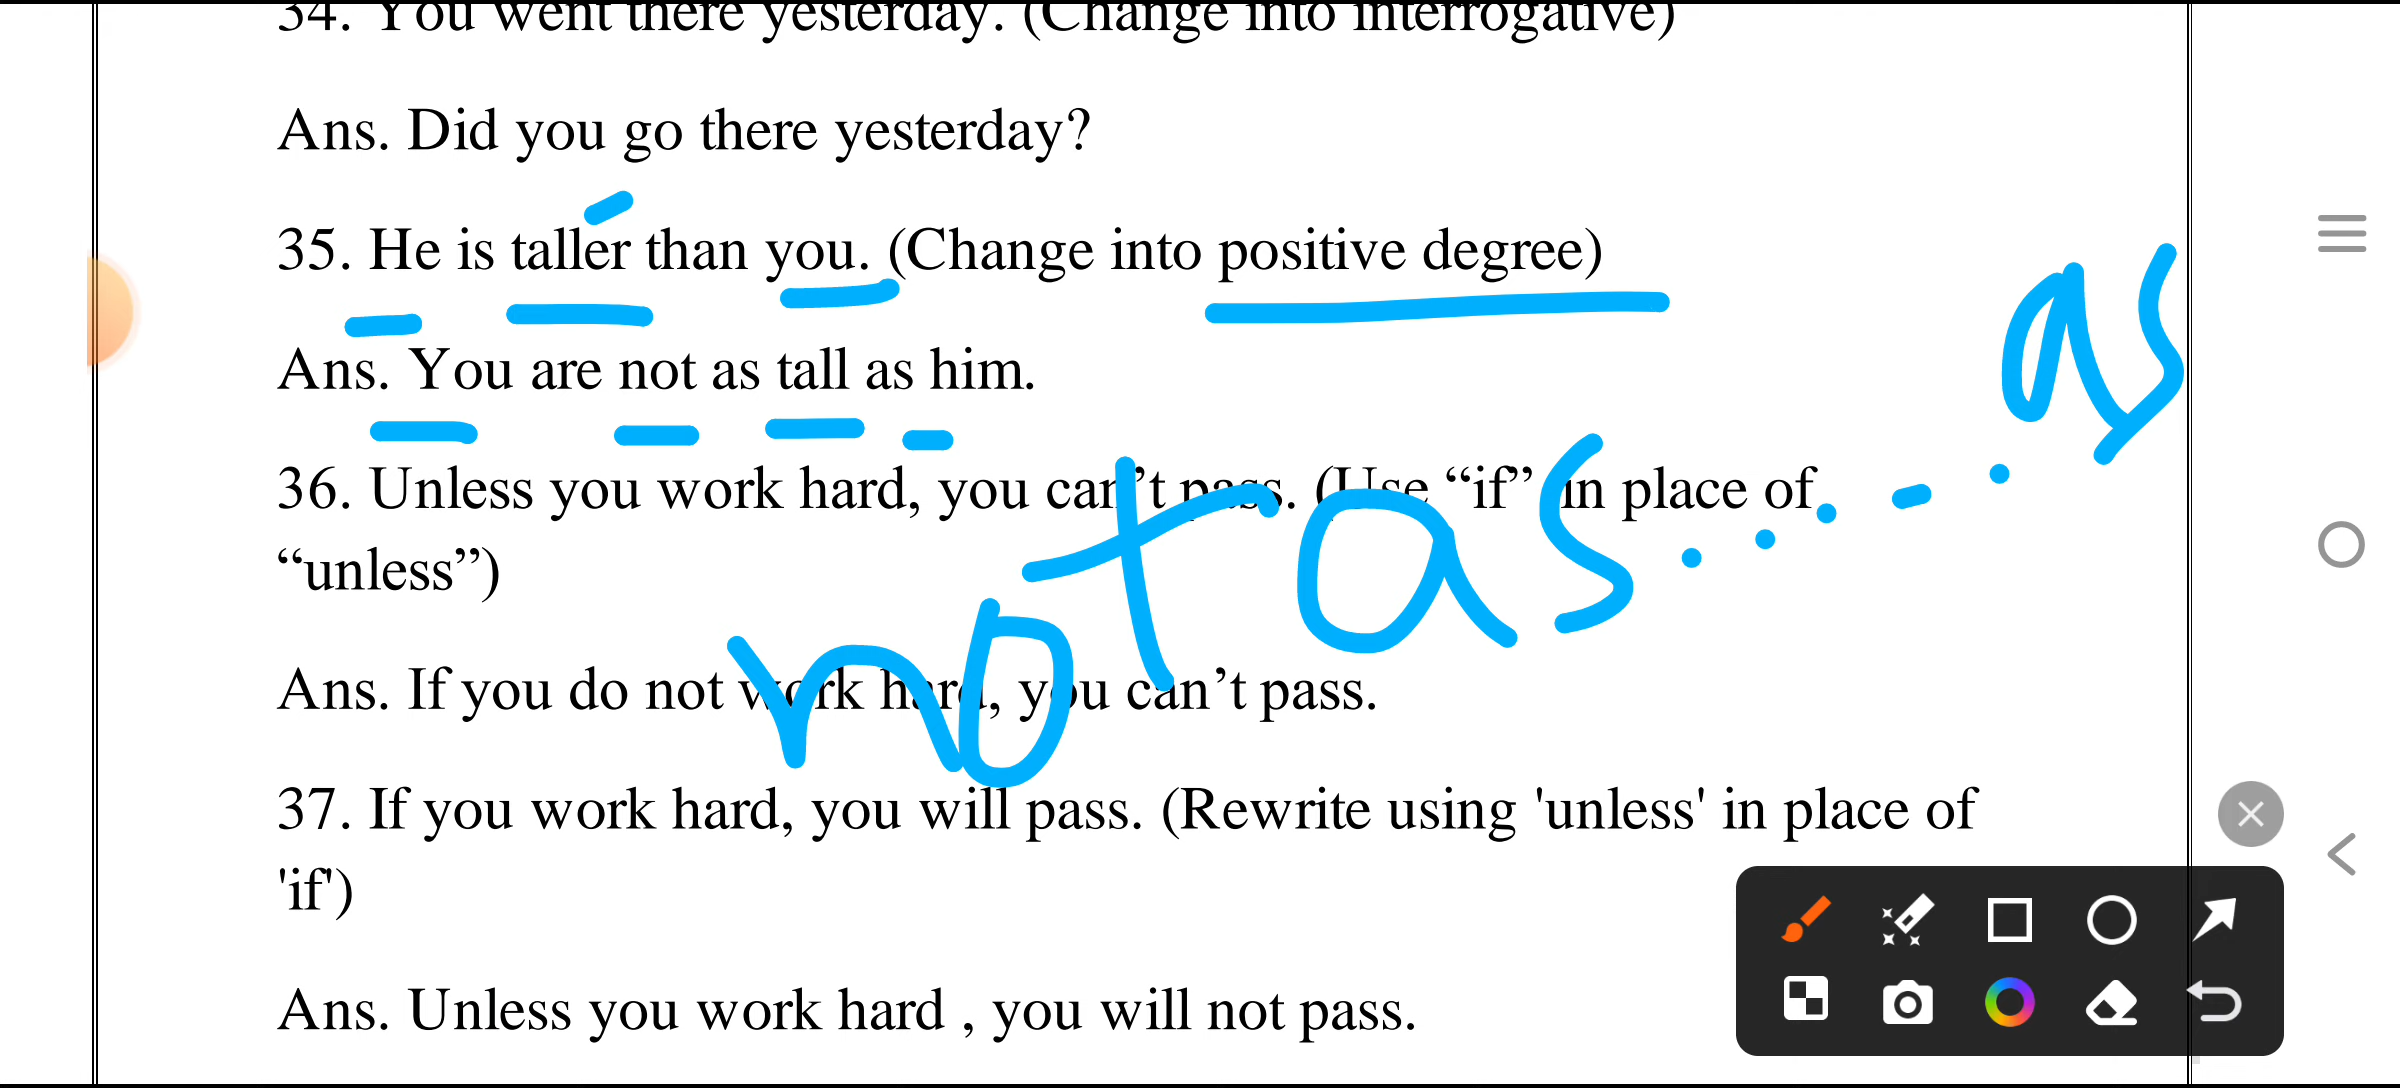 34. You went there yesterday. (Change into interrogative)
Ans. Did you go there yesterday?
35. He is taller than you. (Change into positive degree)
Ans. You are not as tall as him.
36. Unless you work hard, you can’t pass. (Use “if” in place of
“unless”)
not as.....-. as
Ans. If you do not work hard, you can’t pass.
37. If you work hard, you will pass. (Rewrite using 'unless' in place of
'if')
Ans. Unless you work hard , you will not pass.